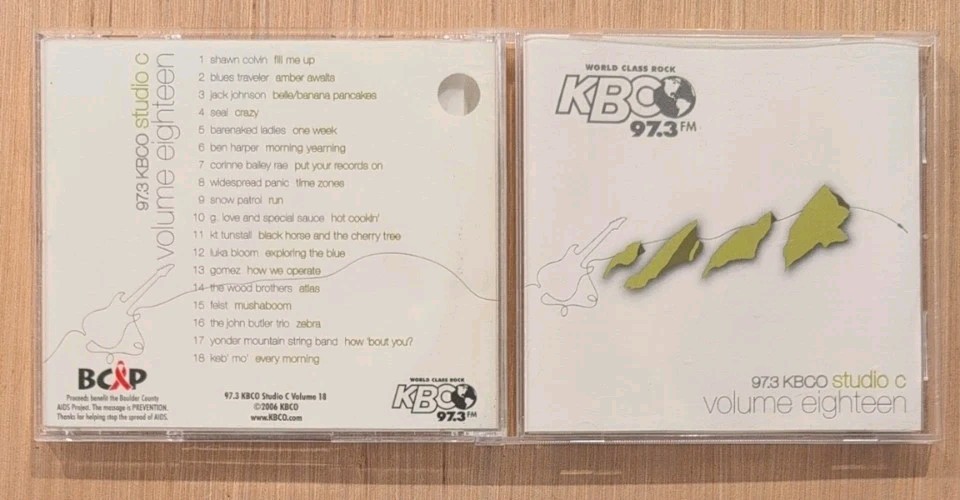 97.3 KBCO studio c
volume eighteen
1 shawn colvin fill me up
2 blues traveler amber awaits
3 jack johnson belle/banana pancakes
4 seal crazy
5 barenaked ladies one week
6 ben harper morning yearning
7 corinne bailey rae put your records on
8 widespread panic time zones
9 snow patrol run
10 g. love and special sauce hot cookin'
11 kt tunstall black horse and the cherry tree
12 luka bloom exploring the blue
13 gomez how we operate
14 the wood brothers atlas
15 feist mushaboom
16 the john butler trio zebra
17 yonder mountain string band how 'bout you?
18 keb' mo' every morning
BCAP
Proceeds benefit the Boulder County
AIDS Project. The message is PREVENTION.
Thanks for helping stop the spread of AIDS.
97.3 KBCO Studio C Volume 18
©2006 KBCO
www.KBCO.com
WORLD CLASS ROCK
KBCO
97.3 FM
WORLD CLASS ROCK
KBCO
97.3 FM
97.3 KBCO studio c
volume eighteen